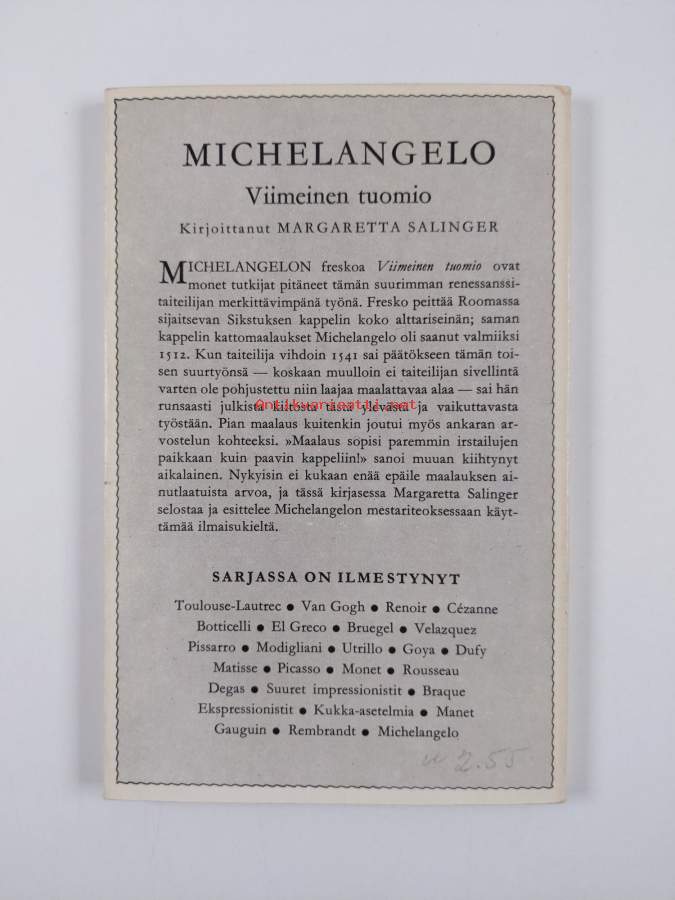 MICHELANGELO
Viimeinen tuomio
Kirjoittanut MARGARETTA SALINGER
MICHELANGELON freskoa Viimeinen tuomio ovat
monet tutkijat pitäneet tämän suurimman renessanssi-
taiteilijan merkittävimpänä työnä. Fresko peittää Roomassa
sijaitsevan Sikstuksen kappelin koko alttariseinän; saman
kappelin kattomaalaukset Michelangelo oli saanut valmiiksi
1512. Kun taiteilija vihdoin 1541 sai päätökseen tämän toi-
sen suurtyönsä — koskaan muulloin ei taiteilijan sivellintä
varten ole pohjustettu niin laajaa maalattavaa alaa — sai hän
runsaasti julkista kiitosta tästä ylevästä ja vaikuttavasta
Antikvariaatti.net
työstään. Pian maalaus kuitenkin joutui myös ankaran ar-
vostelun kohteeksi. »Maalaus sopisi paremmin irstailujen
paikkaan kuin paavin kappeliin!» sanoi muuan kiihtynyt
aikalainen. Nykyisin ei kukaan enää epäile maalauksen ai-
nutlaatuista arvoa, ja tässä kirjasessa Margaretta Salinger
selostaa ja esittelee Michelangelon mestariteoksessaan käyt-
tämää ilmaisukieltä.
SARJASSA ON ILMESTYNYT
Toulouse-Lautrec ● Van Gogh ● Renoir ● Cézanne
Botticelli ● El Greco ● Bruegel ● Velazquez
Pissarro ● Modigliani ● Utrillo ● Goya ● Dufy
Matisse ● Picasso ● Monet ● Rousseau
Degas ● Suuret impressionistit ● Braque
Ekspressionistit ● Kukka-asetelmia ● Manet
Gauguin ● Rembrandt ● Michelangelo
2.55